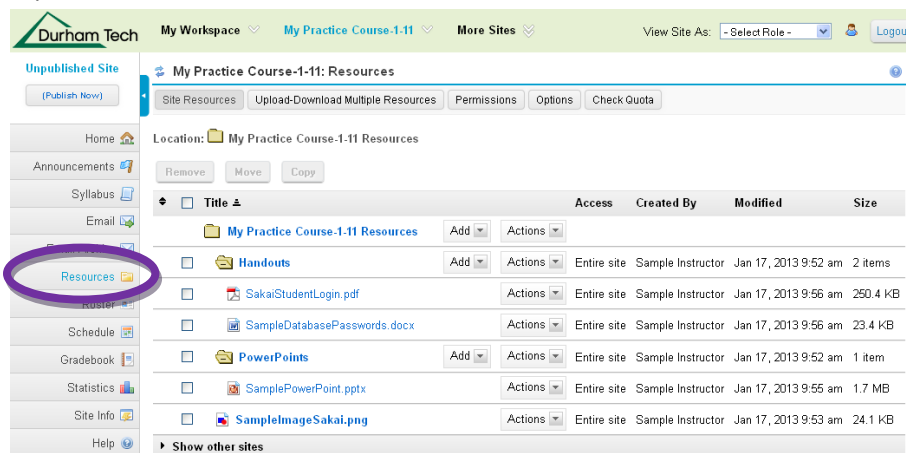 Durham Tech
My Workspace My Practice Course-1-11 More Sites View Site As: - Select Role - Logou
Unpublished Site
(Publish Now)
My Practice Course-1-11: Resources
Site Resources Upload-Download Multiple Resources Permissions Options Check Quota
Location: My Practice Course-1-11 Resources
Remove Move Copy
Title Access Created By Modified Size
My Practice Course-1-11 Resources Add Actions
Handouts Add Actions Entire site Sample Instructor Jan 17, 2013 9:52 am 2 items
SakaiStudentLogin.pdf Actions Entire site Sample Instructor Jan 17, 2013 9:56 am 250.4 KB
SampleDatabasePasswords.docx Actions Entire site Sample Instructor Jan 17, 2013 9:56 am 23.4 KB
PowerPoints Add Actions Entire site Sample Instructor Jan 17, 2013 9:52 am 1 item
SamplePowerPoint.pptx Actions Entire site Sample Instructor Jan 17, 2013 9:55 am 1.7 MB
SampleImageSakai.png Actions Entire site Sample Instructor Jan 17, 2013 9:53 am 24.1 KB
Show other sites
Home
Announcements
Syllabus
Email
Resources
Roster
Schedule
Gradebook
Statistics
Site Info
Help